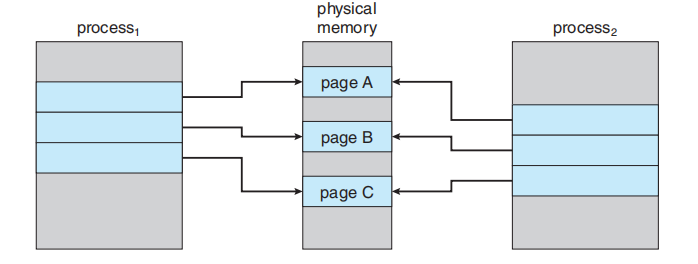 process₁
physical
memory
process₂
page A
page B
page C